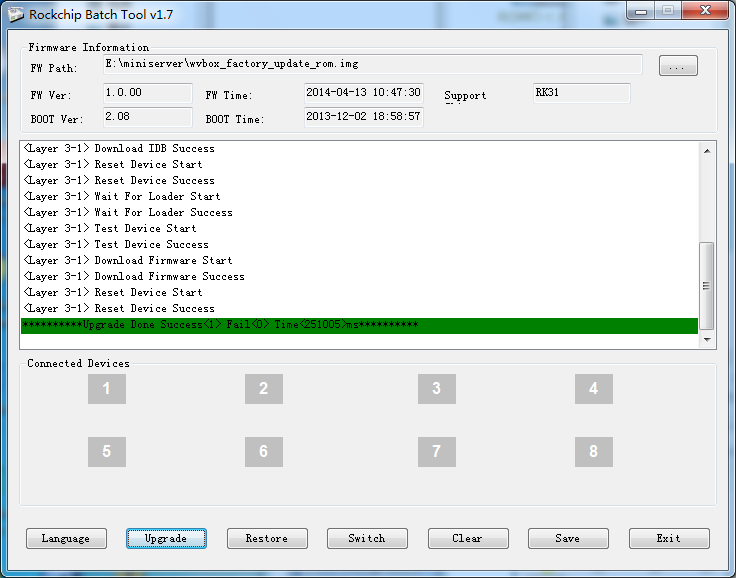 Rockchip Batch Tool v1.7
Firmware Information
FW Path: E:\miniserver\wvbox_factory_update_rom.img ...
FW Ver: 1.0.00 FW Time: 2014-04-13 10:47:30 Support RK31
BOOT Ver: 2.08 BOOT Time: 2013-12-02 18:58:57
<Layer 3-1> Download IDB Success
<Layer 3-1> Reset Device Start
<Layer 3-1> Reset Device Success
<Layer 3-1> Wait For Loader Start
<Layer 3-1> Wait For Loader Success
<Layer 3-1> Test Device Start
<Layer 3-1> Test Device Success
<Layer 3-1> Download Firmware Start
<Layer 3-1> Download Firmware Success
<Layer 3-1> Reset Device Start
<Layer 3-1> Reset Device Success
**********Upgrade Done Success<1> Fail<0> Time<251005>ms**********
Connected Devices
1 2 3 4
5 6 7 8
Language Upgrade Restore Switch Clear Save Exit